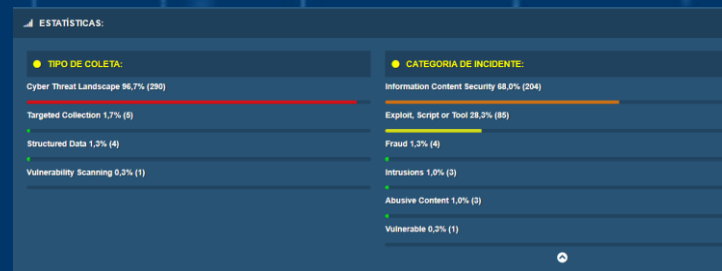 ESTATÍSTICAS:
TIPO DE COLETA:
Cyber Threat Landscape 96,7% (290)
Targeted Collection 1,7% (5)
Structured Data 1,3% (4)
Vulnerability Scanning 0,3% (1)
CATEGORIA DE INCIDENTE:
Information Content Security 68,0% (204)
Exploit, Script or Tool 28,3% (85)
Fraud 1,3% (4)
Intrusions 1,0% (3)
Abusive Content 1,0% (3)
Vulnerable 0,3% (1)